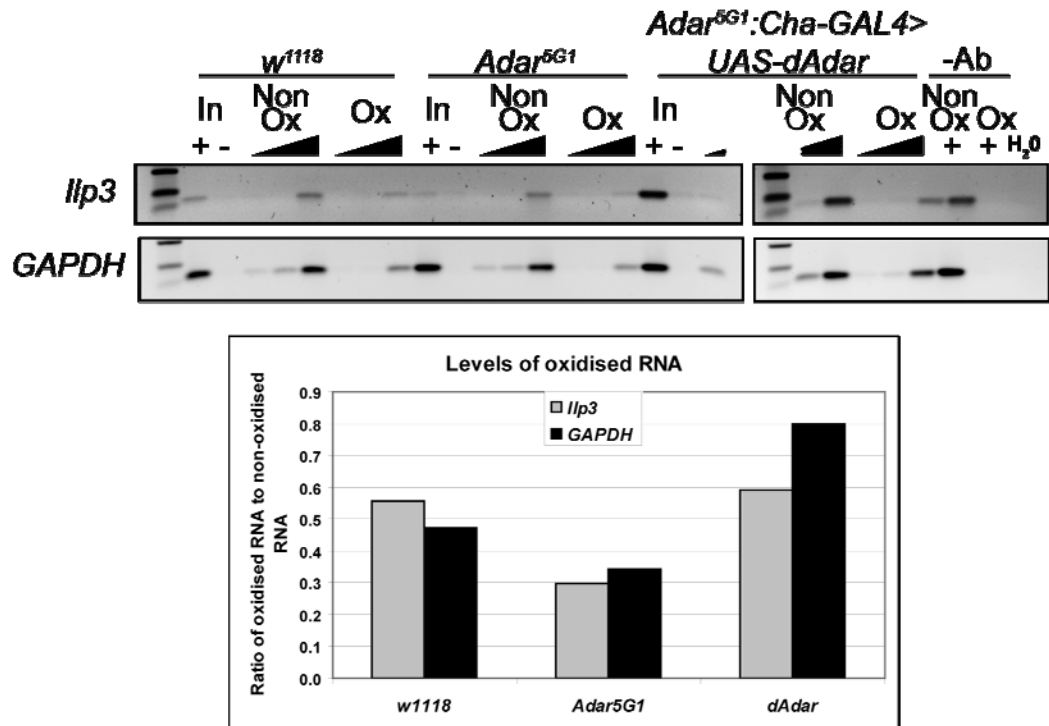 Adar⁵ᴳ¹:Cha-GAL4>
w¹¹¹⁸ Adar⁵ᴳ¹ UAS-dAdar -Ab
In Non Ox Ox In Non Ox Ox In Non Ox Ox Non Ox Ox
+ - + - + - + + H₂0
Ilp3
GAPDH
Levels of oxidised RNA
Ratio of oxidised RNA to non-oxidised
RNA
0.9
0.8
0.7
0.6
0.5
0.4
0.3
0.2
0.1
0.0
Ilp3
GAPDH
w1118 Adar5G1 dAdar